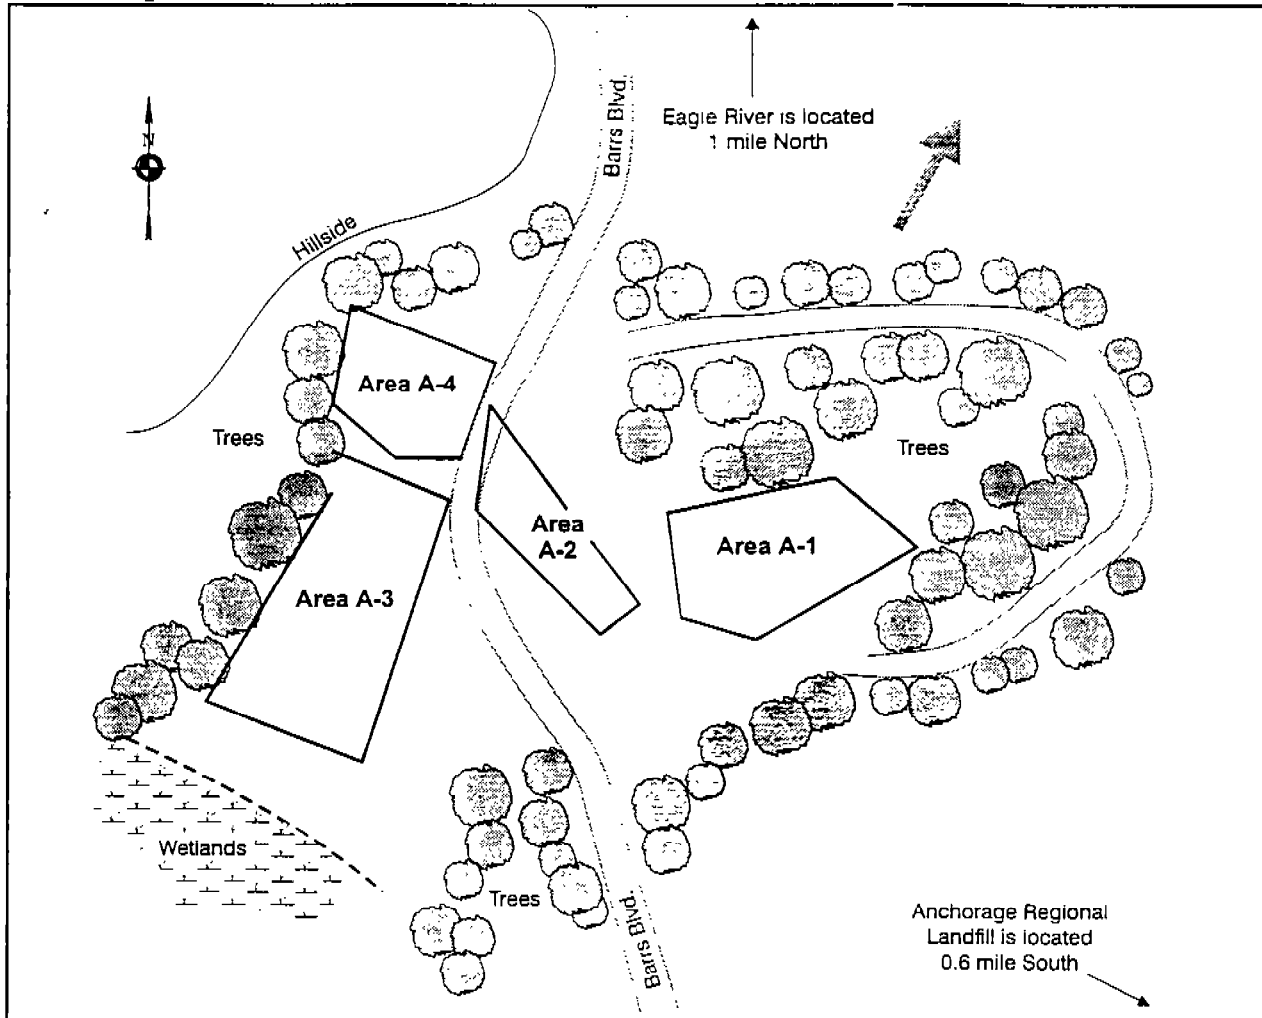 Eagle River is located
1 mile North
Barrs Blvd.
N
Hillside
Area A-4
Trees
Trees
Area
A-2
Area A-1
Area A-3
Wetlands
Trees
Barrs Blvd.
Anchorage Regional
Landfill is located
0.6 mile South